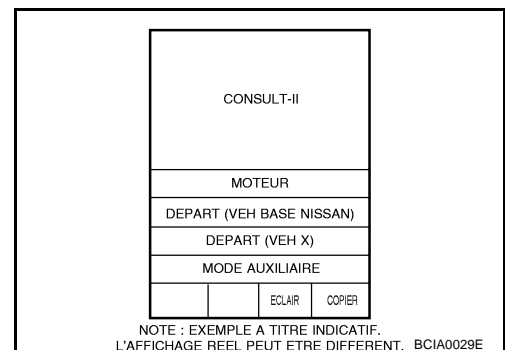 CONSULT-II
MOTEUR
DEPART (VEH BASE NISSAN)
DEPART (VEH X)
MODE AUXILIAIRE
ECLAIR COPIER
NOTE : EXEMPLE A TITRE INDICATIF.
L'AFFICHAGE REEL PEUT ETRE DIFFERENT. BCIA0029E